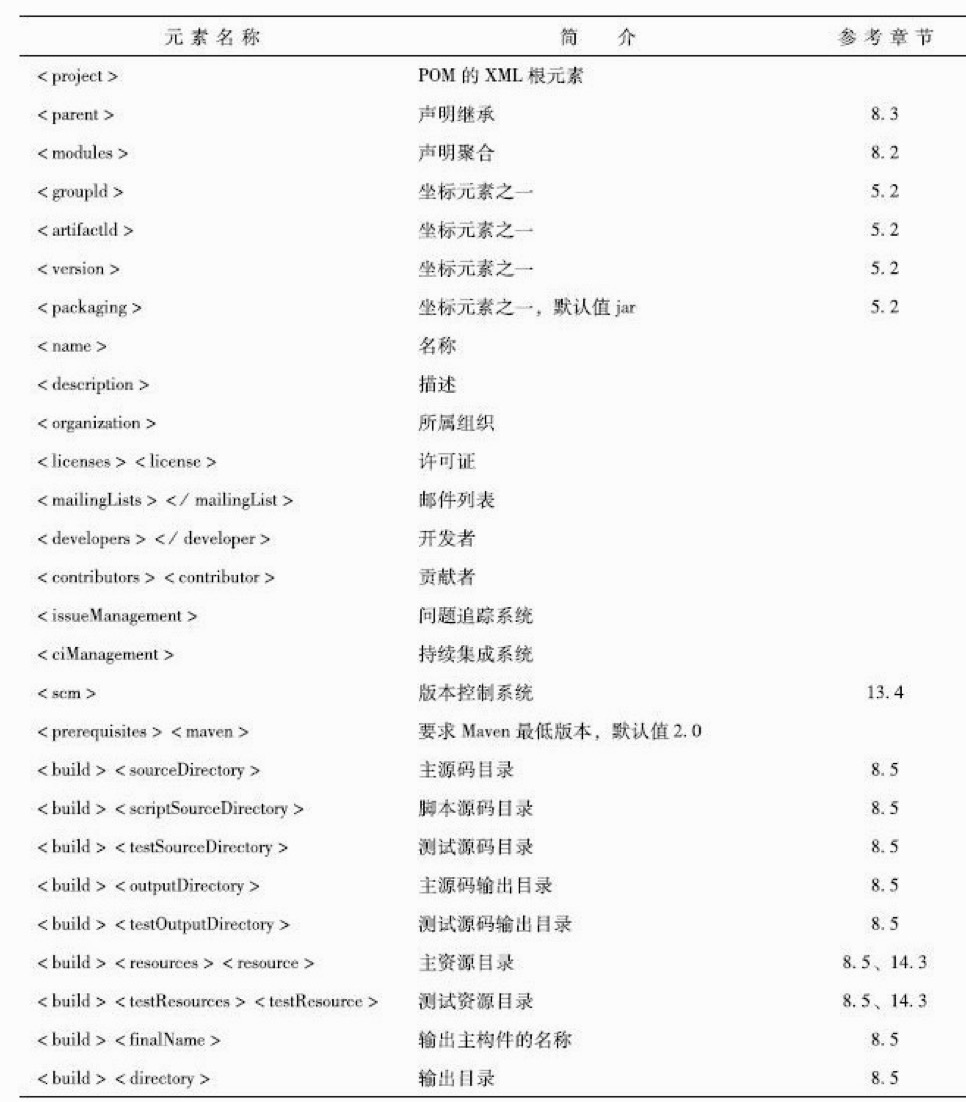 元素名称 简 介 参考章节
<project> POM 的 XML 根元素
<parent> 声明继承 8.3
<modules> 声明聚合 8.2
<groupId> 坐标元素之一 5.2
<artifactId> 坐标元素之一 5.2
<version> 坐标元素之一 5.2
<packaging> 坐标元素之一，默认值 jar 5.2
<name> 名称
<description> 描述
<organization> 所属组织
<licenses> <license> 许可证
<mailingLists> </ mailingList> 邮件列表
<developers> </ developer> 开发者
<contributors> <contributor> 贡献者
<issueManagement> 问题追踪系统
<ciManagement> 持续集成系统
<scm> 版本控制系统 13.4
<prerequisites> <maven> 要求 Maven 最低版本，默认值 2.0
<build> <sourceDirectory> 主源码目录 8.5
<build> <scriptSourceDirectory> 脚本源码目录 8.5
<build> <testSourceDirectory> 测试源码目录 8.5
<build> <outputDirectory> 主源码输出目录 8.5
<build> <testOutputDirectory> 测试源码输出目录 8.5
<build> <resources> <resource> 主资源目录 8.5、14.3
<build> <testResources> <testResource> 测试资源目录 8.5、14.3
<build> <finalName> 输出主构件的名称 8.5
<build> <directory> 输出目录 8.5